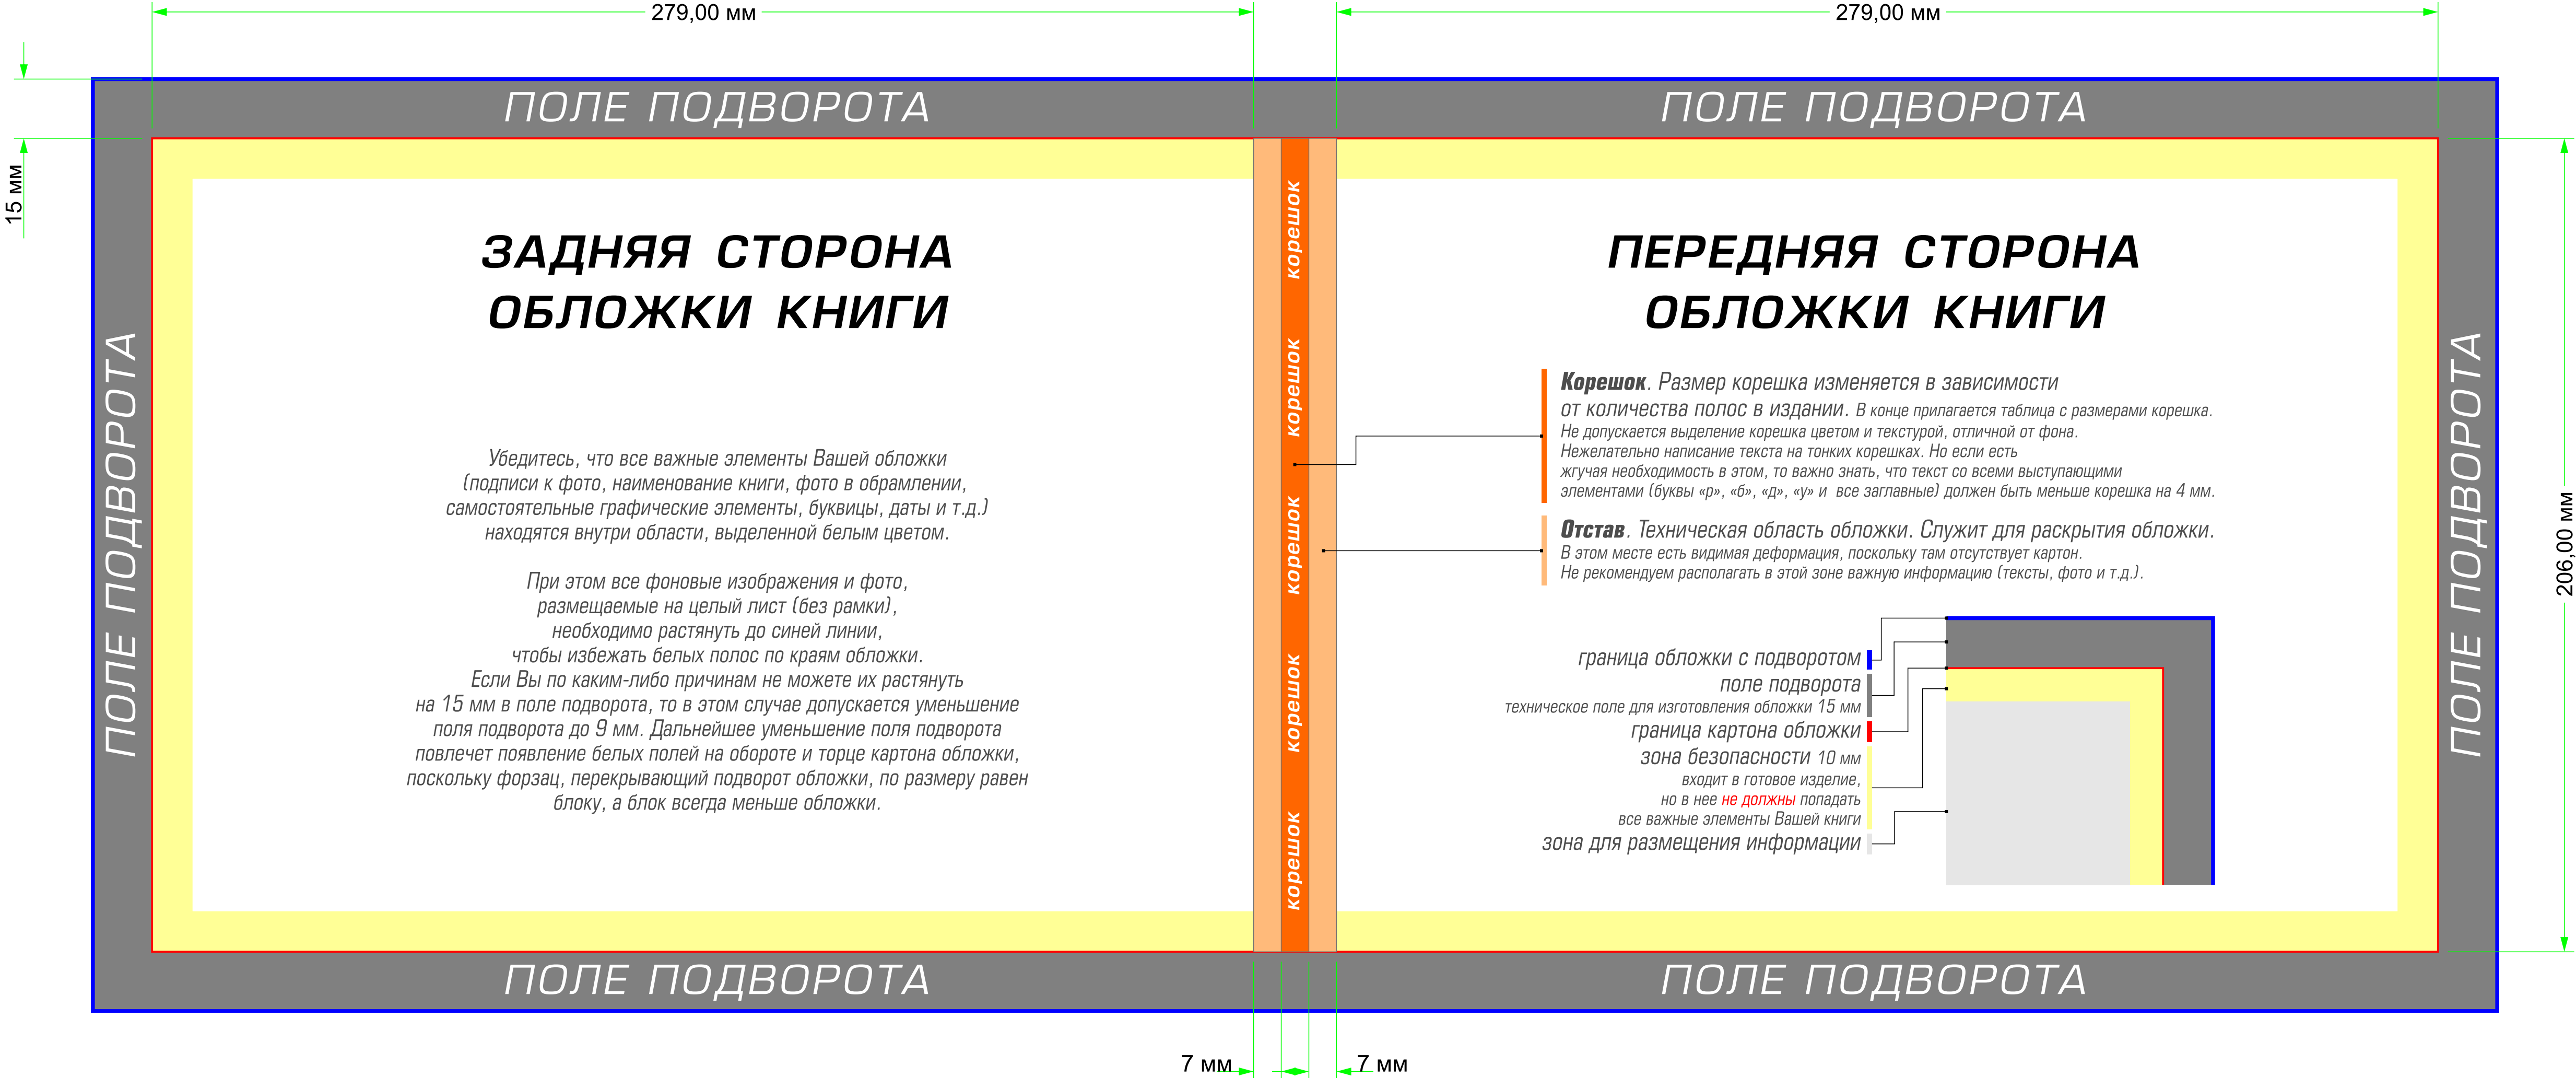 279,00 мм
279,00 мм
ПОЛЕ ПОДВОРОТА
ПОЛЕ ПОДВОРОТА
15 мм
ПОЛЕ ПОДВОРОТА
ЗАДНЯЯ СТОРОНА
ОБЛОЖКИ КНИГИ
Убедитесь, что все важные элементы Вашей обложки
(подписи к фото, наименование книги, фото в обрамлении,
самостоятельные графические элементы, буквицы, даты и т.д.)
находятся внутри области, выделенной белым цветом.
При этом все фоновые изображения и фото,
размещаемые на целый лист (без рамки),
необходимо растянуть до синей линии,
чтобы избежать белых полос по краям обложки.
Если Вы по каким-либо причинам не можете их растянуть
на 15 мм в поле подворота, то в этом случае допускается уменьшение
поля подворота до 9 мм. Дальнейшее уменьшение поля подворота
повлечет появление белых полей на обороте и торце картона обложки,
поскольку форзац, перекрывающий подворот обложки, по размеру равен
блоку, а блок всегда меньше обложки.
корешок
корешок
корешок
корешок
корешок
ПЕРЕДНЯЯ СТОРОНА
ОБЛОЖКИ КНИГИ
Корешок. Размер корешка изменяется в зависимости
от количества полос в издании. В конце прилагается таблица с размерами корешка.
Не допускается выделение корешка цветом и текстурой, отличной от фона.
Нежелательно написание текста на тонких корешках. Но если есть
жгучая необходимость в этом, то важно знать, что текст со всеми выступающими
элементами (буквы «р», «б», «д», «у» и все заглавные) должен быть меньше корешка на 4 мм.
Отстав. Техническая область обложки. Служит для раскрытия обложки.
В этом месте есть видимая деформация, поскольку там отсутствует картон.
Не рекомендуем располагать в этой зоне важную информацию (тексты, фото и т.д.).
граница обложки с подворотом
поле подворота
техническое поле для изготовления обложки 15 мм
граница картона обложки
зона безопасности 10 мм
входит в готовое изделие,
но в нее не должны попадать
все важные элементы Вашей книги
зона для размещения информации
ПОЛЕ ПОДВОРОТА
206,00 мм
ПОЛЕ ПОДВОРОТА
ПОЛЕ ПОДВОРОТА
7 мм
7 мм